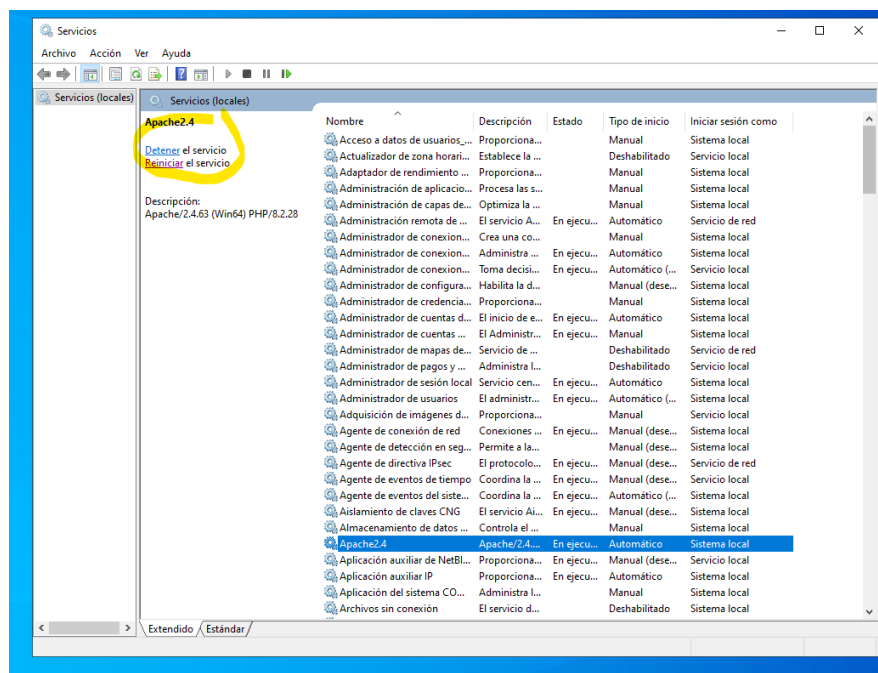 Servicios
Archivo Acción Ver Ayuda
Servicios (locales)
Servicios (locales)
Apache2.4
Detener el servicio
Reiniciar el servicio
Descripción:
Apache/2.4.63 (Win64) PHP/8.2.28
Nombre Descripción Estado Tipo de inicio Iniciar sesión como
Acceso a datos de usuarios_... Proporciona... Manual Sistema local
Actualizador de zona horari... Establece la ... Deshabilitado Servicio local
Adaptador de rendimiento ... Proporciona... Manual Sistema local
Administración de aplicacio... Procesa las s... Manual Sistema local
Administración de capas de... Optimiza la ... Manual Sistema local
Administración remota de ... El servicio A... En ejecu... Automático Servicio de red
Administrador de conexion... Crea una co... Manual Sistema local
Administrador de conexion... Administra ... En ejecu... Automático Sistema local
Administrador de conexion... Toma decisi... En ejecu... Automático (... Servicio local
Administrador de configura... Habilita la d... Manual (dese... Sistema local
Administrador de credencia... Proporciona... Manual Sistema local
Administrador de cuentas d... El inicio de e... En ejecu... Automático Sistema local
Administrador de cuentas ... El Administr... En ejecu... Manual Sistema local
Administrador de mapas de... Servicio de ... Deshabilitado Servicio de red
Administrador de pagos y ... Administra l... Deshabilitado Servicio local
Administrador de sesión local Servicio cen... En ejecu... Automático Sistema local
Administrador de usuarios El administr... En ejecu... Automático (... Sistema local
Adquisición de imágenes d... Proporciona... Manual Servicio local
Agente de conexión de red Conexiones ... En ejecu... Manual (dese... Sistema local
Agente de detección en seg... Permite a la... Manual (dese... Sistema local
Agente de directiva IPsec El protocolo... En ejecu... Manual (dese... Servicio de red
Agente de eventos de tiempo Coordina la ... En ejecu... Manual (dese... Servicio local
Agente de eventos del siste... Coordina la ... En ejecu... Automático (... Sistema local
Aislamiento de claves CNG El servicio Ai... En ejecu... Manual (dese... Sistema local
Almacenamiento de datos ... Controla el ... Manual Sistema local
Apache2.4 Apache/2.4.... En ejecu... Automático Sistema local
Aplicación auxiliar de NetBI... Proporciona... En ejecu... Manual (dese... Servicio local
Aplicación auxiliar IP Proporciona... En ejecu... Automático Sistema local
Aplicación del sistema CO... Administra l... Manual Sistema local
Archivos sin conexión El servicio d... Deshabilitado Sistema local
Extendido Estándar